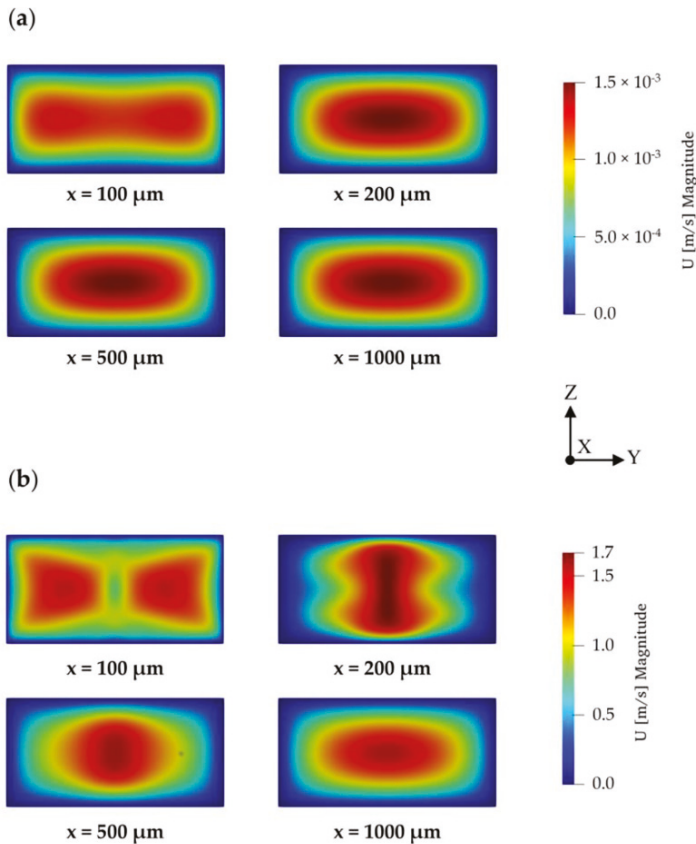 (a)
x = 100 μm
x = 200 μm
x = 500 μm
x = 1000 μm
1.5 × 10⁻³
1.0 × 10⁻³
5.0 × 10⁻⁴
0.0
U [m/s] Magnitude
Z
X
Y
(b)
x = 100 μm
x = 200 μm
x = 500 μm
x = 1000 μm
1.7
1.5
1.0
0.5
0.0
U [m/s] Magnitude